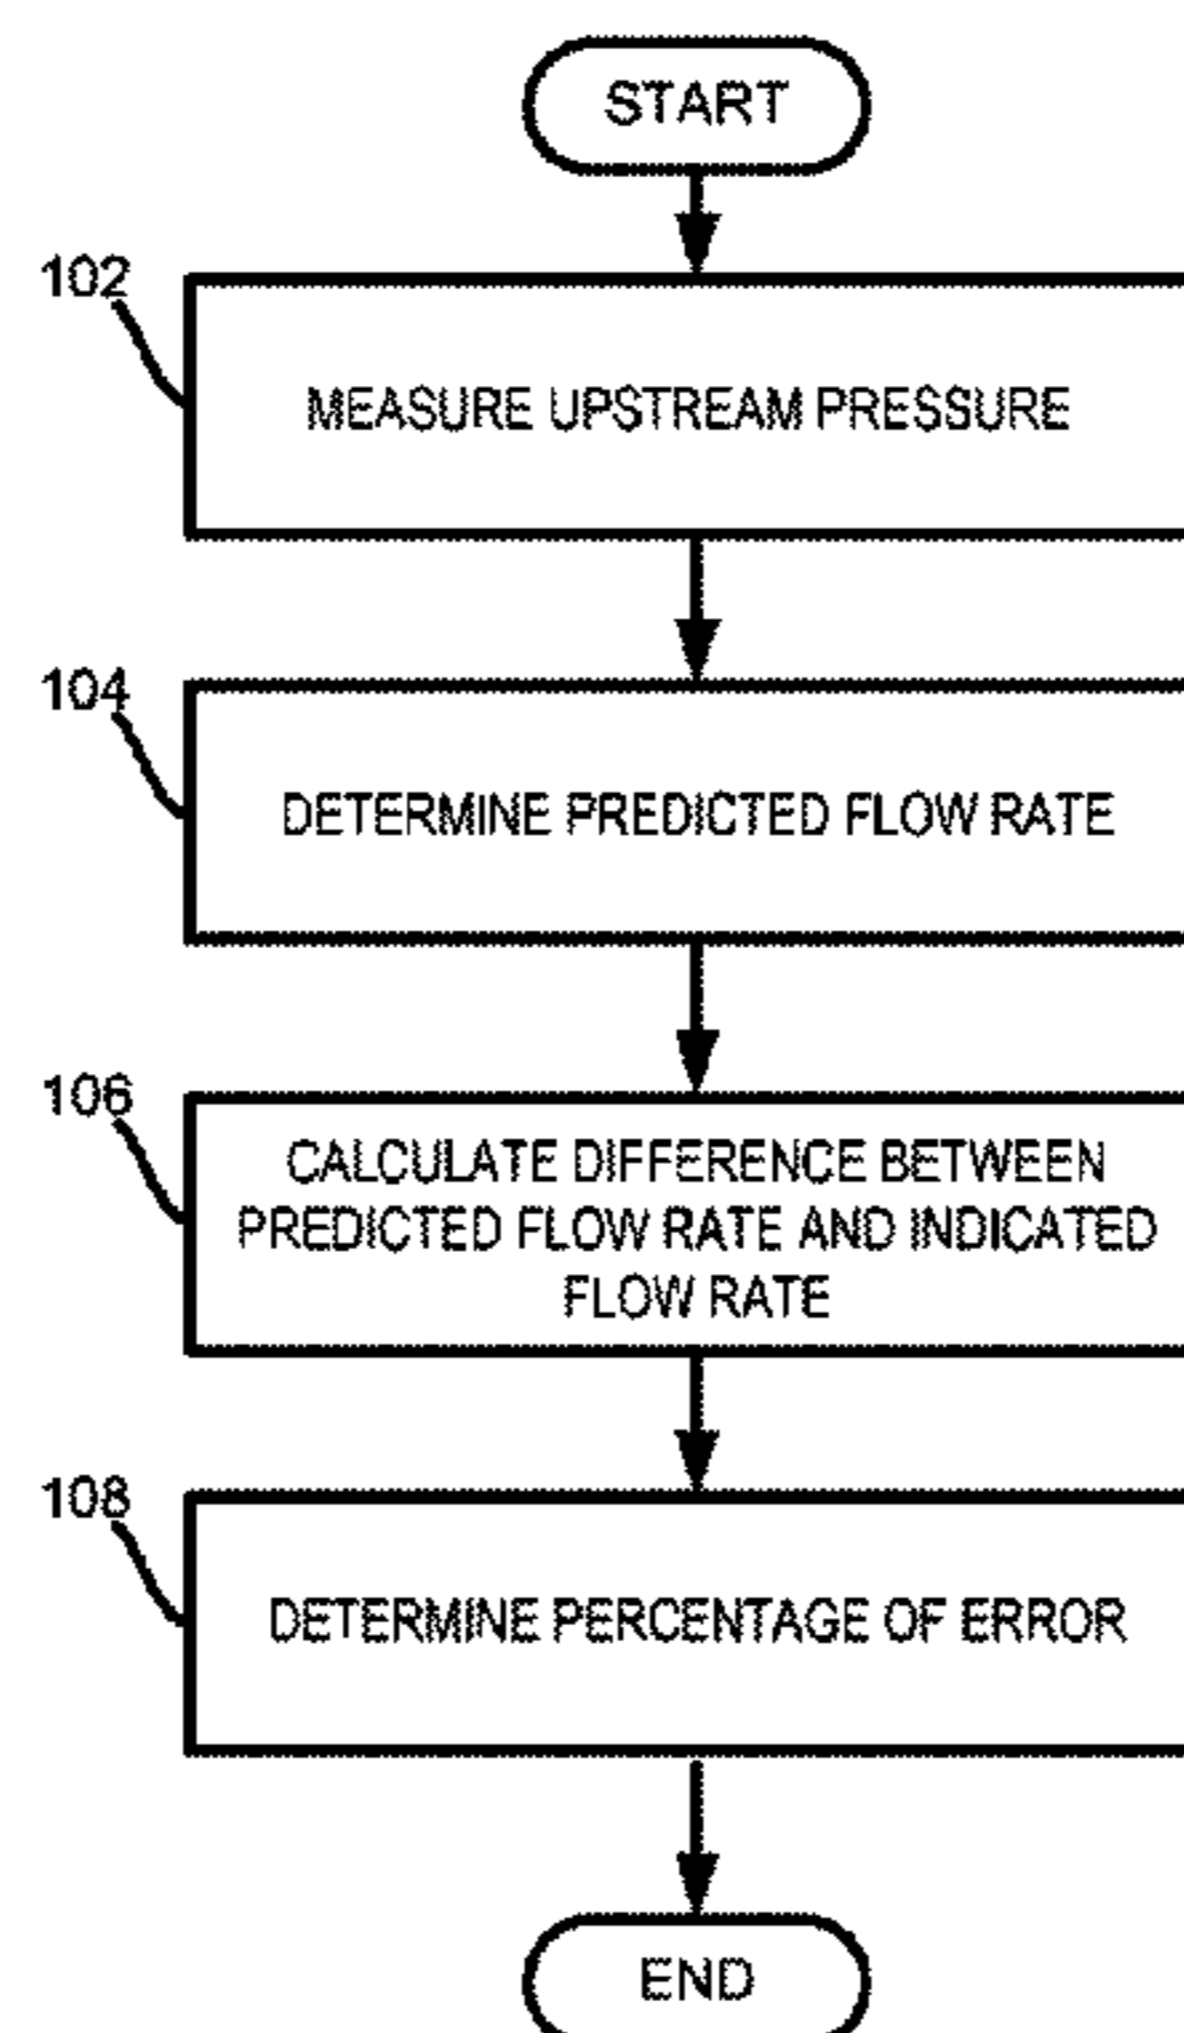 START
102
MEASURE UPSTREAM PRESSURE
104
DETERMINE PREDICTED FLOW RATE
106
CALCULATE DIFFERENCE BETWEEN
PREDICTED FLOW RATE AND INDICATED
FLOW RATE
108
DETERMINE PERCENTAGE OF ERROR
END